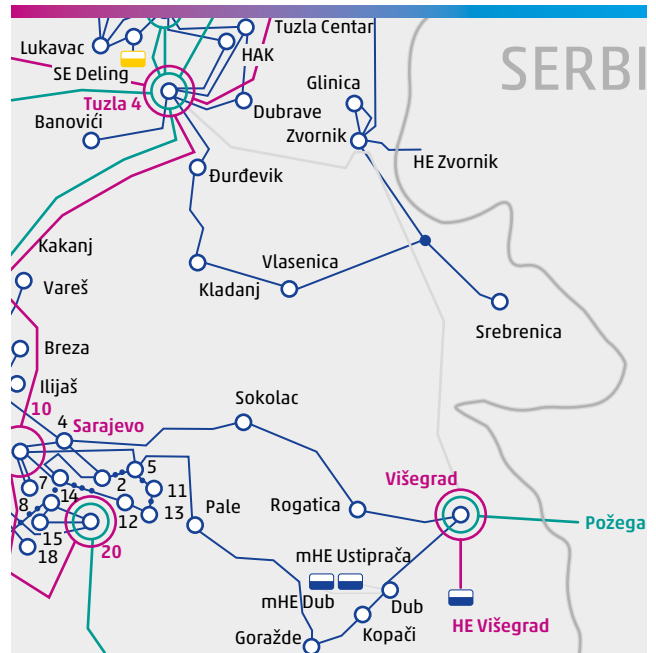 Tuzla Centar
Lukavac
HAK
SERBI
SE Deling
Glinica
Tuzla 4
Dubrave
Banovići
Zvornik
HE Zvornik
Đurđevik
Kakanj
Vlasenica
Vareš
Kladanj
Srebrenica
Breza
Ilijaš
Sokolac
10
4
Sarajevo
5
Višegrad
7
2
11
Pale
Rogatica
14
8
12
13
Požega
15
20
18
mHE Ustiprača
mHE Dub
Dub
HE Višegrad
Kopači
Goražde